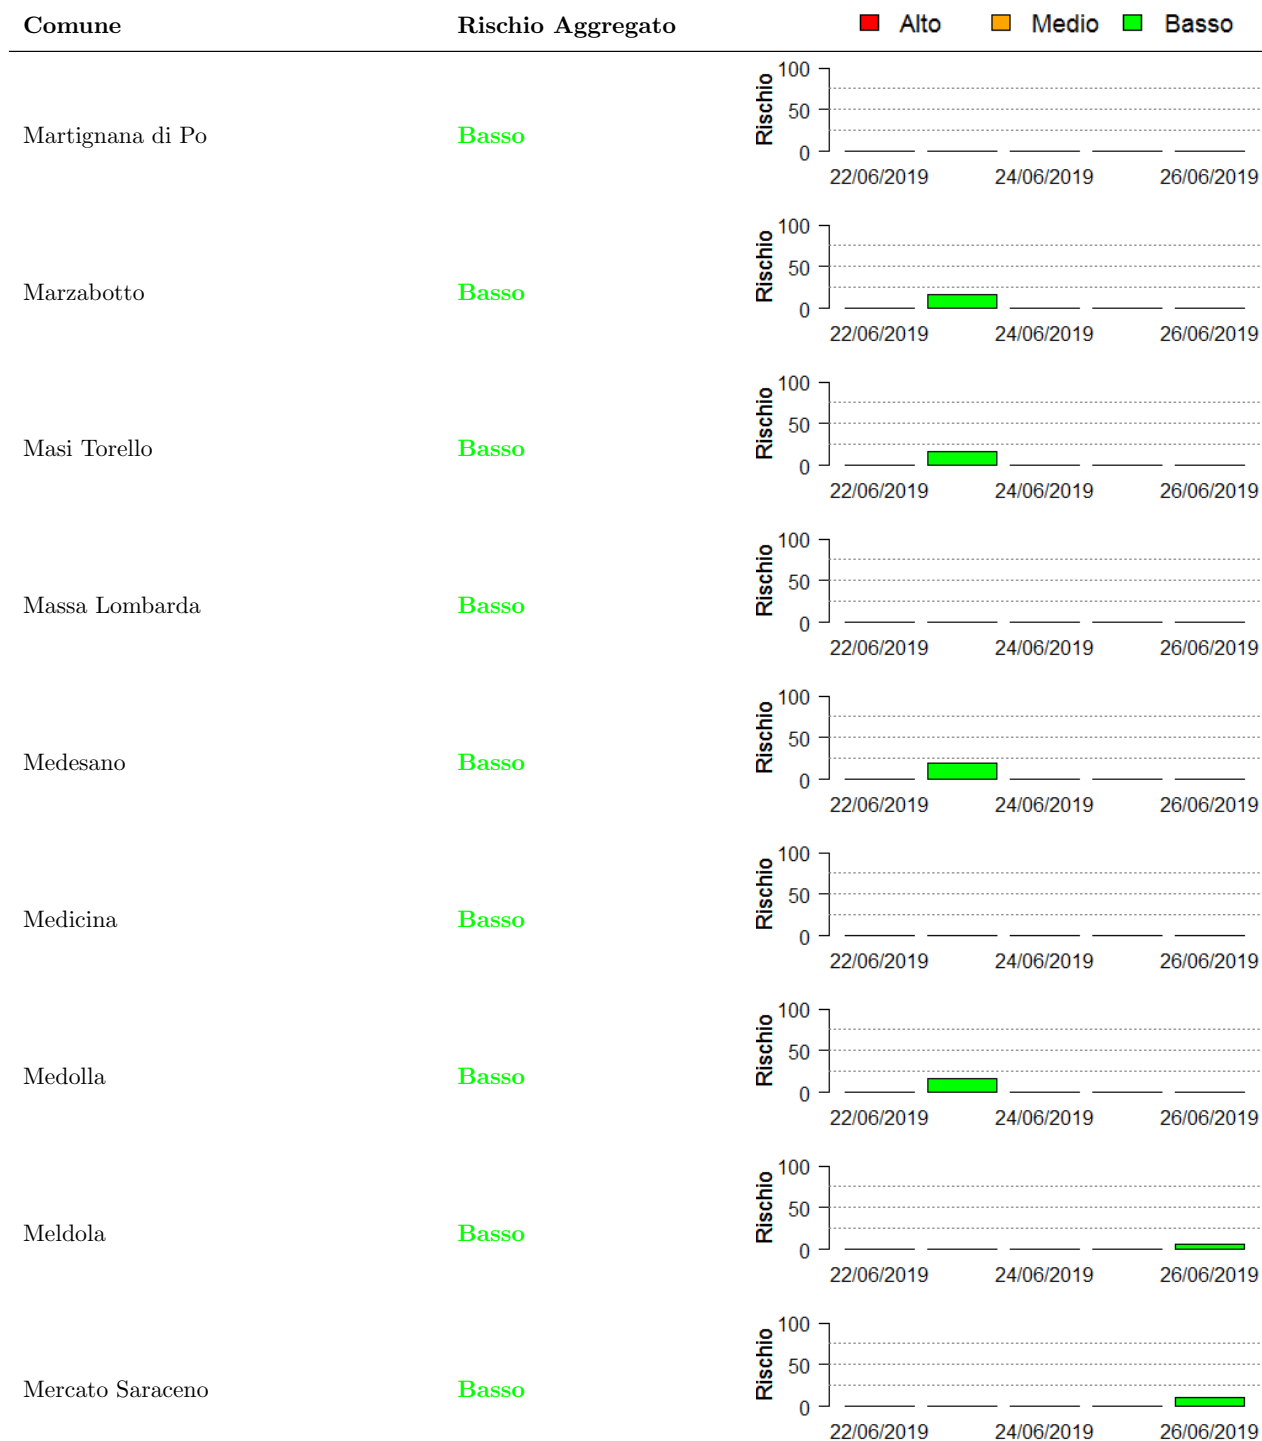 Comune Rischio Aggregato Alto Medio Basso
100
50
0
Rischio
Martignana di Po Basso
22/06/2019 24/06/2019 26/06/2019
100
50
0
Rischio
Marzabotto Basso
22/06/2019 24/06/2019 26/06/2019
100
50
0
Rischio
Masi Torello Basso
22/06/2019 24/06/2019 26/06/2019
100
50
0
Rischio
Massa Lombarda Basso
22/06/2019 24/06/2019 26/06/2019
100
50
0
Rischio
Medesano Basso
22/06/2019 24/06/2019 26/06/2019
100
50
0
Rischio
Medicina Basso
22/06/2019 24/06/2019 26/06/2019
100
50
0
Rischio
Medolla Basso
22/06/2019 24/06/2019 26/06/2019
100
50
0
Rischio
Meldola Basso
22/06/2019 24/06/2019 26/06/2019
100
50
0
Rischio
Mercato Saraceno Basso
22/06/2019 24/06/2019 26/06/2019